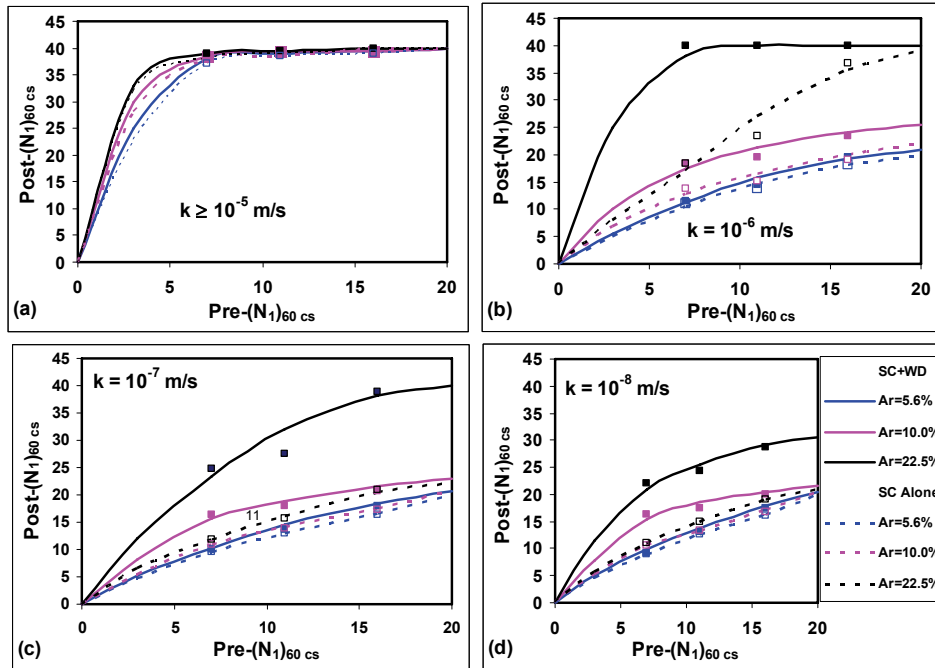 Post-(N1)60 cs
45
40
35
30
25
20
15
10
5
0
k ≥ 10-5 m/s
0 5 10 15 20
(a)
Pre-(N1)60 cs
Post-(N1)60 cs
45
40
35
30
25
20
15
10
5
0
k = 10-6 m/s
0 5 10 15 20
(b)
Pre-(N1)60 cs
Post-(N1)60 cs
45
40
35
30
25
20
15
10
5
0
k = 10-7 m/s
11
0 5 10 15 20
(c)
Pre-(N1)60 cs
Post-(N1)60 cs
45
40
35
30
25
20
15
10
5
0
k = 10-8 m/s
0 5 10 15 20
(d)
Pre-(N1)60 cs
SC+WD
Ar=5.6%
Ar=10.0%
Ar=22.5%
SC Alone
Ar=5.6%
Ar=10.0%
Ar=22.5%